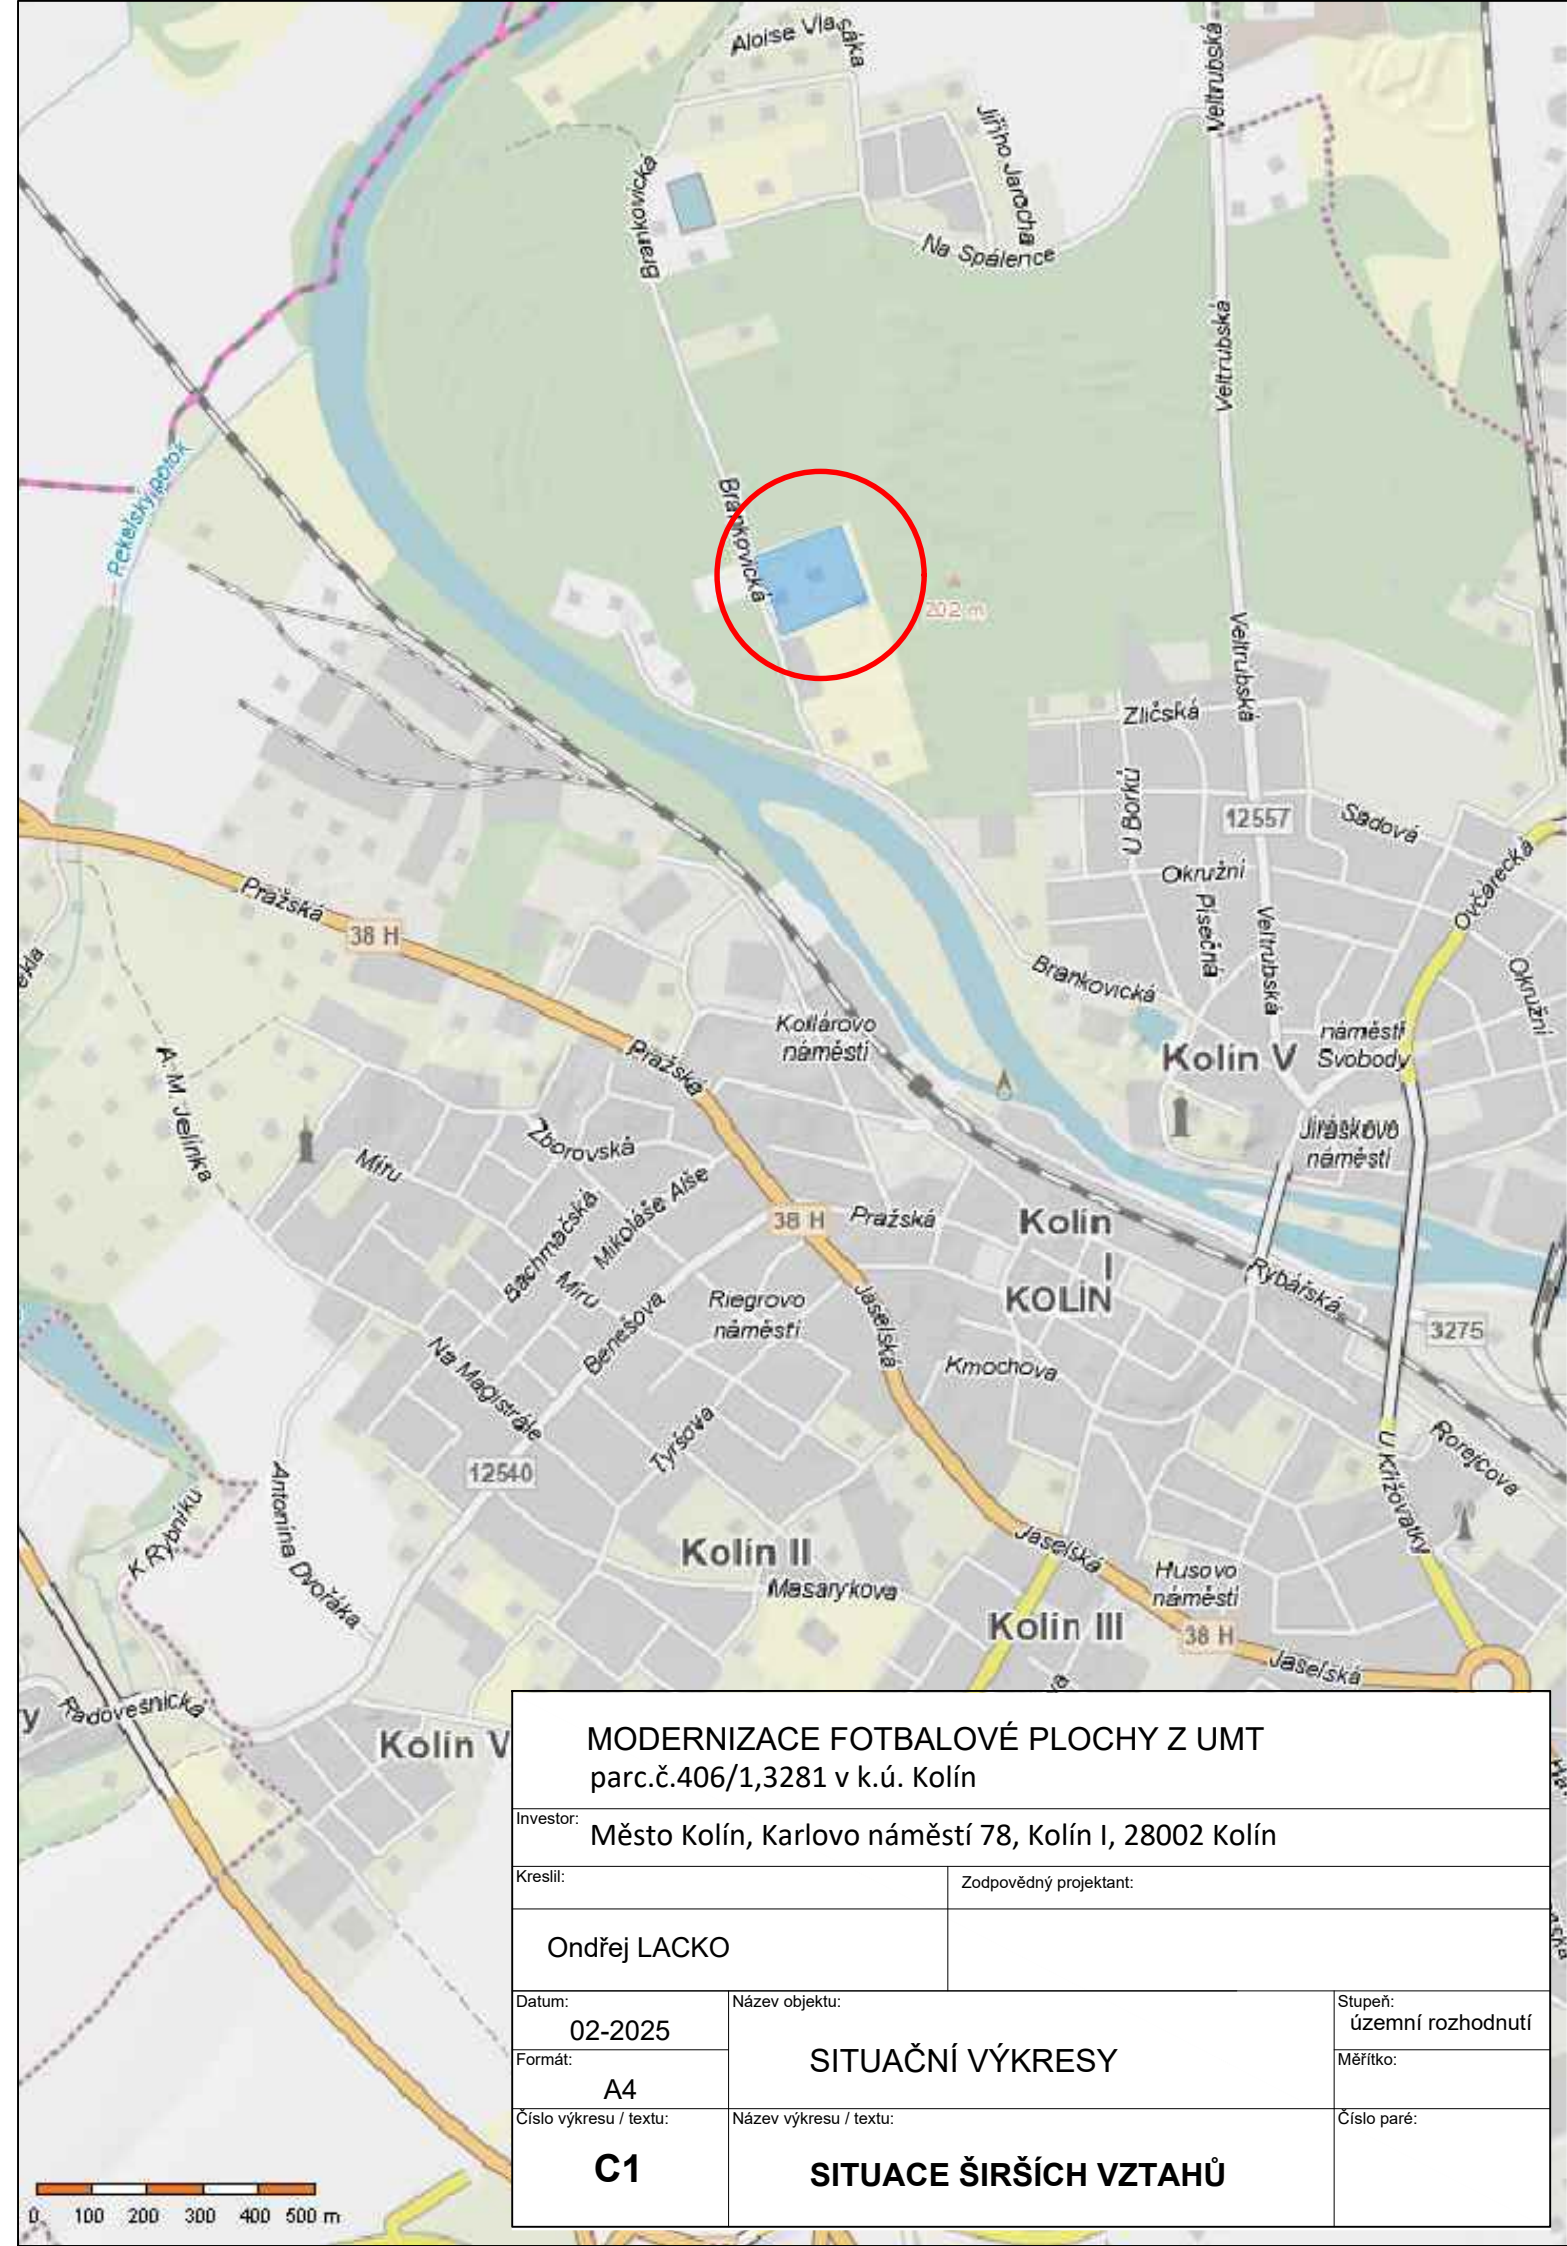 Aloise Vlasáka
Veltrubská
Jiřího Jarocha
Brankovická
Na Spálence
Veltrubská
Pekelský potok
Brankovická
202 m
Veltrubská
Zličská
U Borků
12557
Sadová
Okružní
Ovčárecká
Pražská
38 H
Písečná
Veltrubská
Okružní
Brankovická
Kollárovo
náměstí
náměstí
Svobody
Kolín V
Pražská
A. M. Jelínka
Jiráskovo
náměstí
Zborovská
Míru
Mikoláše Alše
Bachmačská
38 H
Pražská
Kolín
I
KOLÍN
Rybářská
Míru
Riegrovo
náměstí
Jaselská
Benešova
3275
Na Magistrále
Kmochova
Tyršova
Rorejcova
12540
U Křižovatky
Antonína Dvořáka
K Rybníku
Kolín II
Jaselská
Masarykova
Husovo
náměstí
Kolín III
38 H
Jaselská
Radovesnická
Kolín V
MODERNIZACE FOTBALOVÉ PLOCHY Z UMT
parc.č.406/1,3281 v k.ú. Kolín
Investor:
Město Kolín, Karlovo náměstí 78, Kolín I, 28002 Kolín
Kreslil:
Zodpovědný projektant:
Ondřej LACKO
Datum:
02-2025
Název objektu:
SITUAČNÍ VÝKRESY
Stupeň:
územní rozhodnutí
Formát:
A4
Měřítko:
Číslo výkresu / textu:
C1
Název výkresu / textu:
SITUACE ŠIRŠÍCH VZTAHŮ
Číslo paré:
0 100 200 300 400 500 m